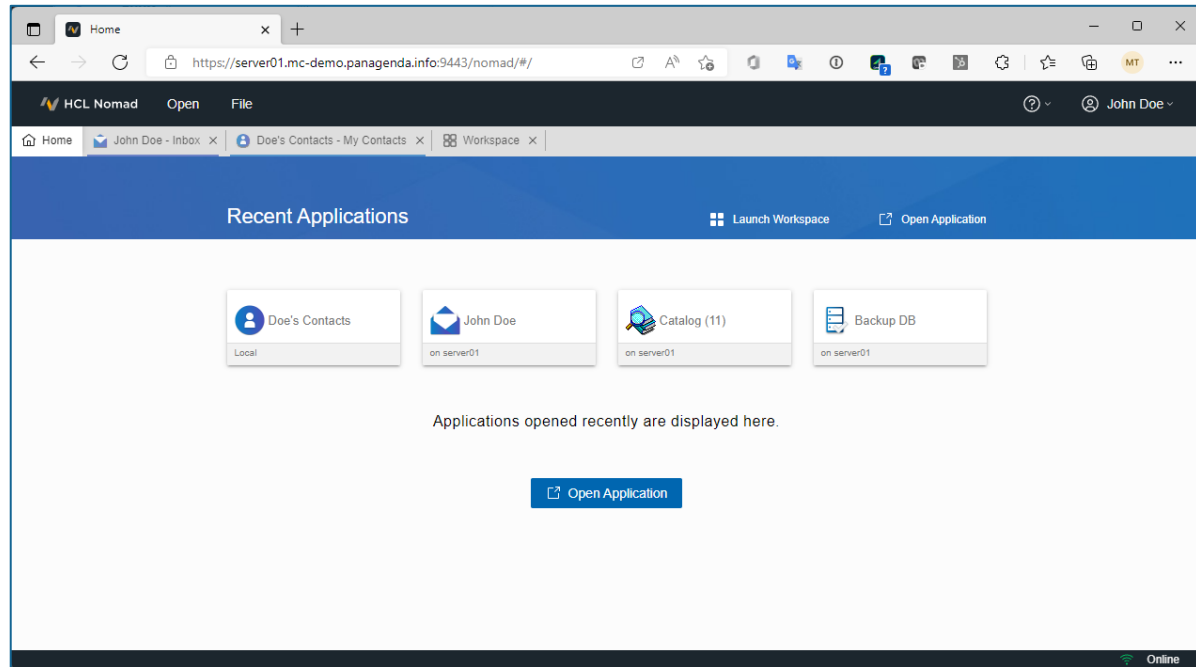 Home
https://server01.mc-demo.panagenda.info:9443/nomad/#/
MT
HCL Nomad Open File John Doe
Home John Doe - Inbox Doe's Contacts - My Contacts Workspace
Recent Applications
Launch Workspace Open Application
Doe's Contacts John Doe Catalog (11) Backup DB
Local on server01 on server01 on server01
Applications opened recently are displayed here.
Open Application
Online